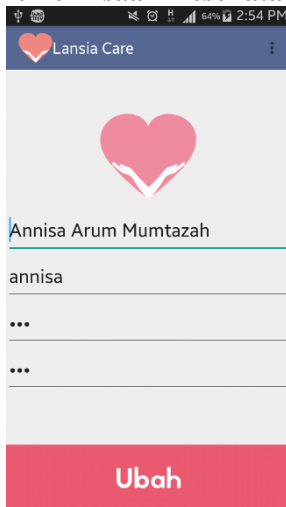 64% 2:54 PM
Lansia Care
Annisa Arum Mumtazah
annisa
•••
•••
Ubah